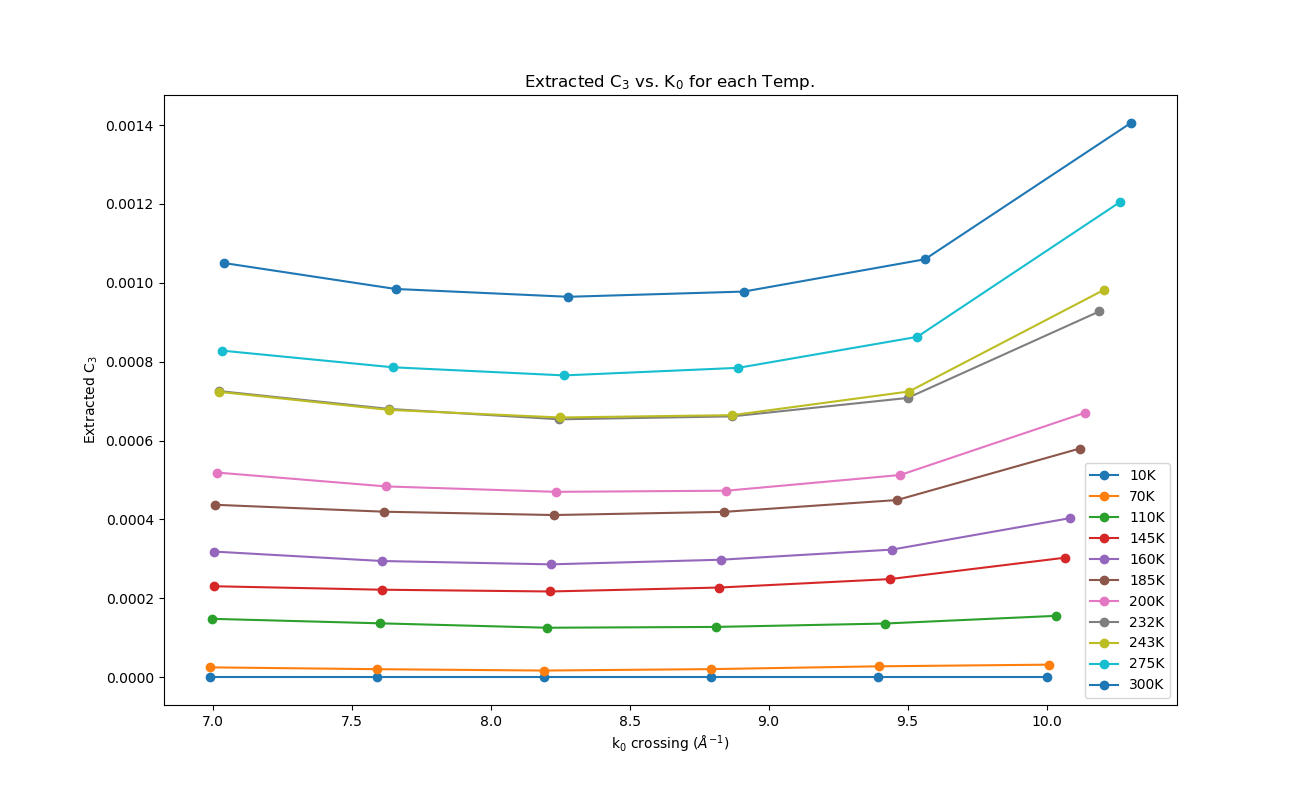 Extracted C₃ vs. K₀ for each Temp.
0.0014
0.0012
0.0010
0.0008
0.0006
0.0004
0.0002
0.0000
Extracted C₃
7.0 7.5 8.0 8.5 9.0 9.5 10.0
k₀ crossing (Å⁻¹)
10K
70K
110K
145K
160K
185K
200K
232K
243K
275K
300K